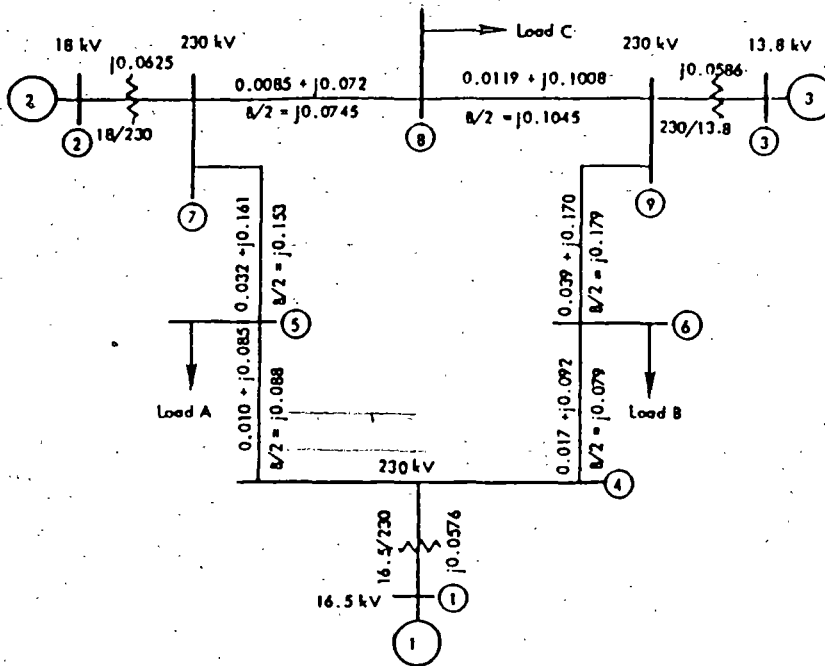 Load C
18 kV
230 kV
230 kV
13.8 kV
j0.0625
0.0085 + j0.072
0.0119 + j0.1008
j0.0586
2
3
B/2 = j0.0745
B/2 = j0.1045
18/230
230/13.8
2
8
3
7
9
0.032 + j0.161
B/2 = j0.153
0.039 + j0.170
B/2 = j0.179
5
6
Load A
0.010 + j0.085
B/2 = j0.088
0.017 + j0.092
B/2 = j0.079
Load B
230 kV
4
16.5/230
j0.0576
16.5 kV
1
1